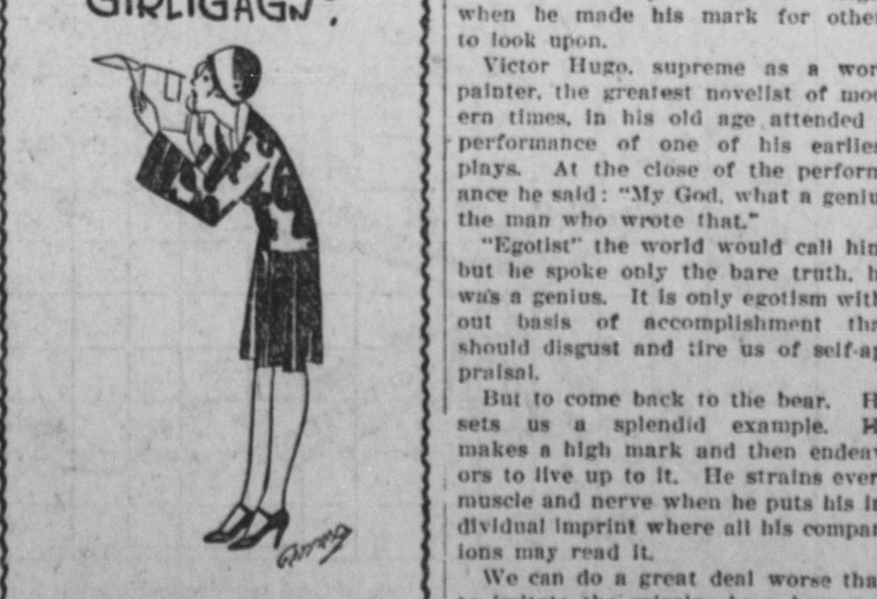 GIRLIGAGS
when he made his mark for other
to look upon.
Victor Hugo, supreme as a wor
painter, the greatest novelist of mod
ern times, in his old age attended
performance of one of his earlies
plays. At the close of the perform
ance he said: "My God, what a geniu
the man who wrote that."
"Egotist" the world would call him
but he spoke only the bare truth, h
was a genius. It is only egotism with
out basis of accomplishment tha
should disgust and tire us of self-ap
praisal.
But to come back to the bear. H
sets us a splendid example. H
makes a high mark and then endeav
ors to live up to it. He strains ever
muscle and nerve when he puts his in
dividual imprint where all his compan
ions may read it.
We can do a great deal worse tha